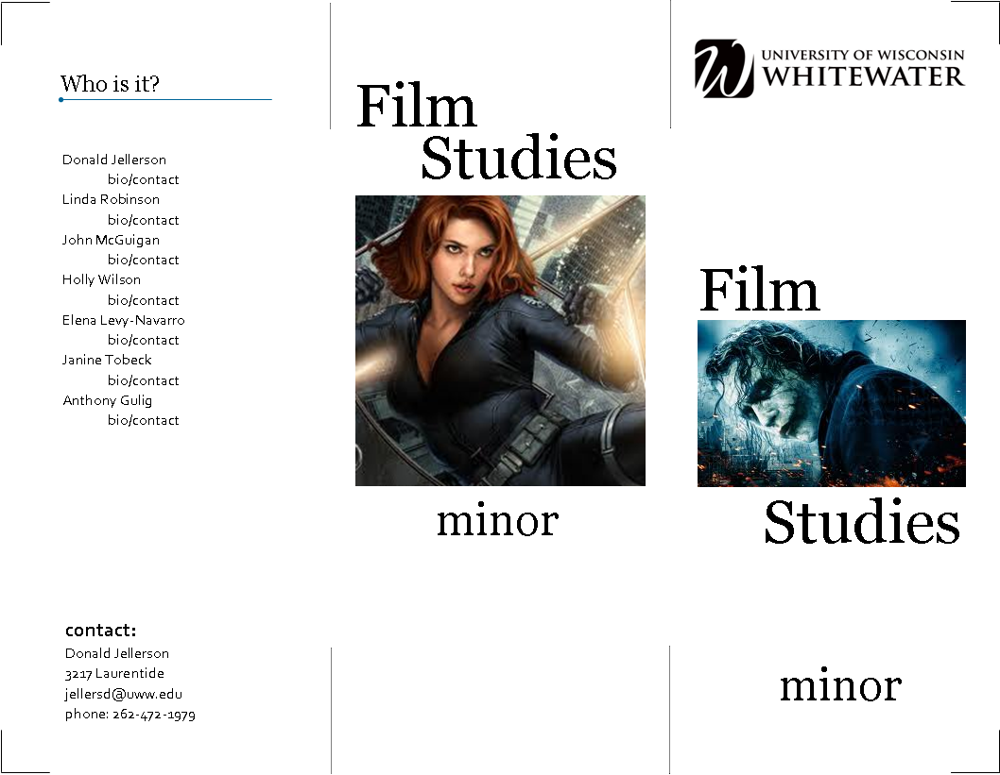 Who is it?
Donald Jellerson
bio/contact
Linda Robinson
bio/contact
John McGuigan
bio/contact
Holly Wilson
bio/contact
Elena Levy-Navarro
bio/contact
Janine Tobeck
bio/contact
Anthony Gulig
bio/contact
contact:
Donald Jellerson
3217 Laurentide
jellersd@uww.edu
phone: 262-472-1979
Film
Studies
minor
W
UNIVERSITY OF WISCONSIN
WHITEWATER
Film
Studies
minor